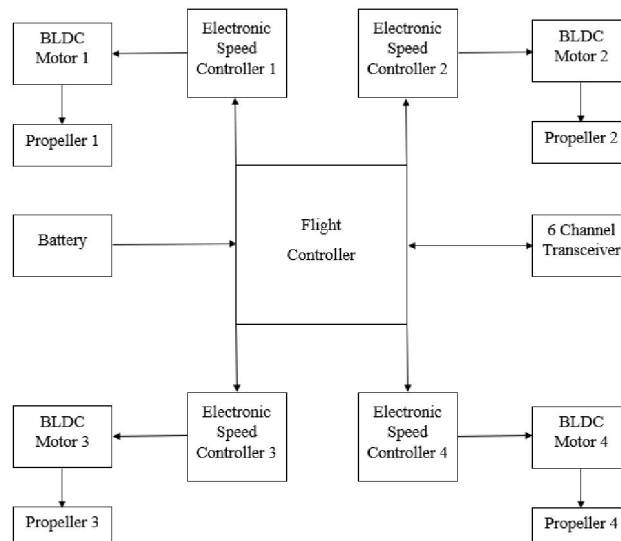 BLDC
Motor 1
Electronic
Speed
Controller 1
Electronic
Speed
Controller 2
BLDC
Motor 2
Propeller 1
Propeller 2
Battery
Flight
Controller
6 Channel
Transceiver
BLDC
Motor 3
Electronic
Speed
Controller 3
Electronic
Speed
Controller 4
BLDC
Motor 4
Propeller 3
Propeller 4